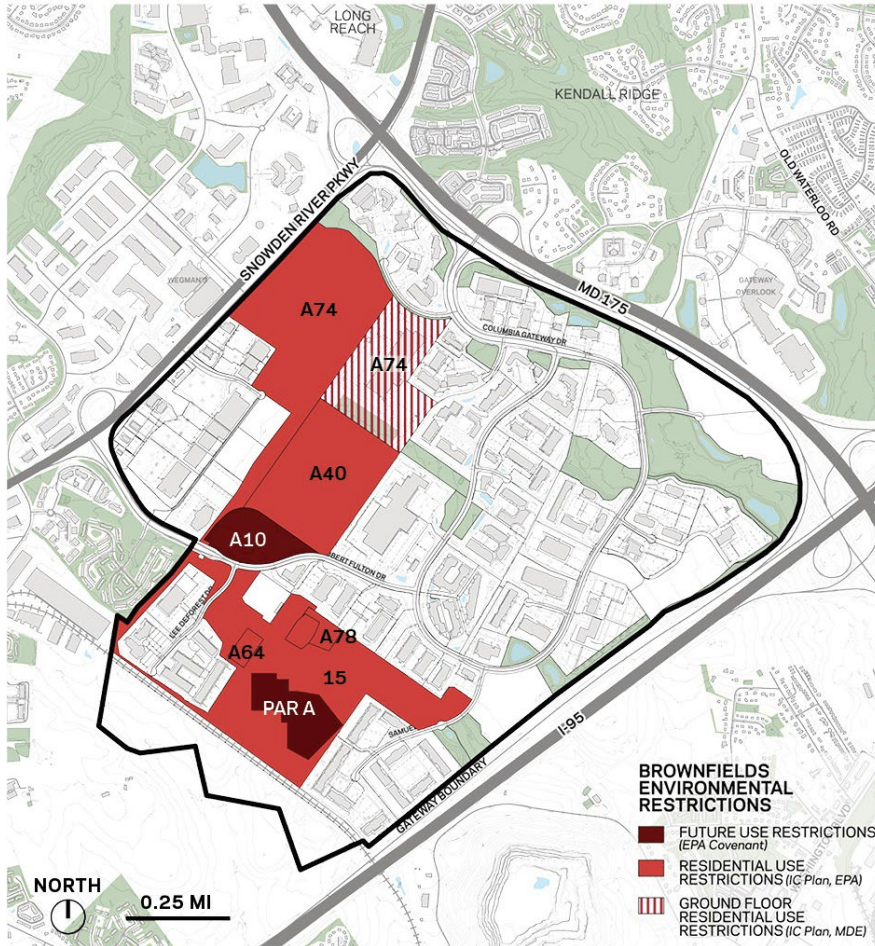 LONG
REACH
KENDALL RIDGE
OLD WATERLOO RD
SNOWDEN RIVER PKWY
WEGMAN'S
GATEWAY
OVERLOOK
MD 175
A74
COLUMBIA GATEWAY DR
A74
A40
A10
BERT FULTON DR
LEE DEFOREST D
A78
A64
15
PAR A
SAMUE
I-95
GATEWAY BOUNDARY
BROWNFIELDS
ENVIRONMENTAL
RESTRICTIONS
FUTURE USE RESTRICTIONS
(EPA Covenant)
RESIDENTIAL USE
RESTRICTIONS (IC Plan, EPA)
GROUND FLOOR
RESIDENTIAL USE
RESTRICTIONS (IC Plan, MDE)
NORTH
0.25 MI